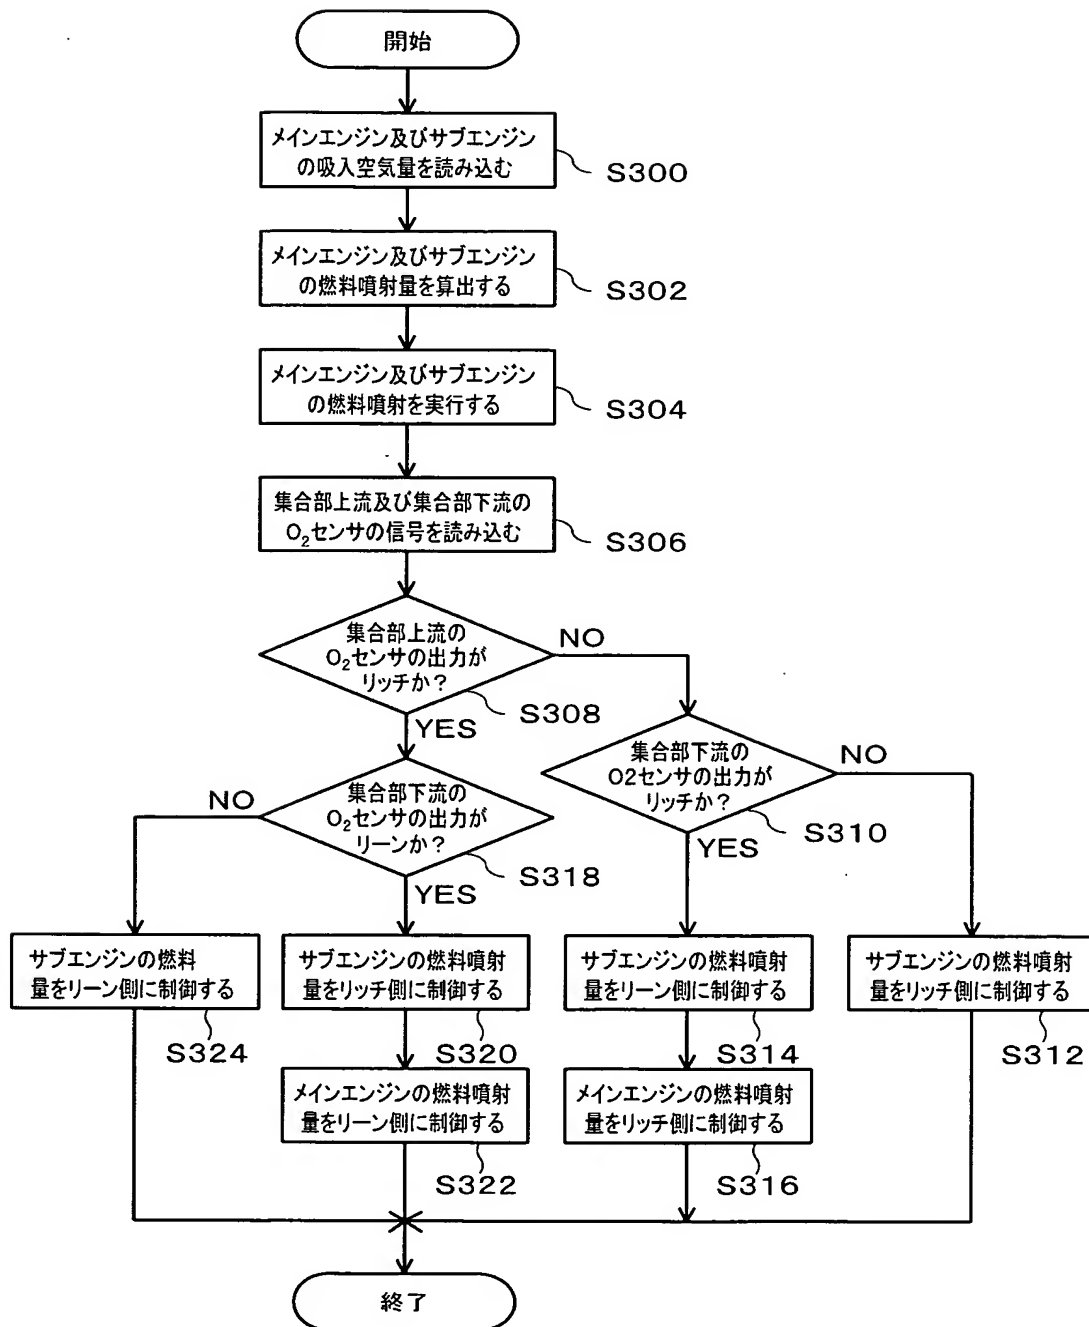 開始
メインエンジン及びサブエンジン
の吸入空気量を読み込む
S300
メインエンジン及びサブエンジン
の燃料噴射量を算出する
S302
メインエンジン及びサブエンジン
の燃料噴射を実行する
S304
集合部上流及び集合部下流の
O₂センサの信号を読み込む
S306
集合部上流の
O₂センサの出力が
リッチか?
NO
S308
YES
集合部下流の
O2センサの出力が
リッチか?
NO
S310
YES
NO
集合部下流の
O₂センサの出力が
リーンか?
S318
YES
サブエンジンの燃料
量をリーン側に制御する
S324
サブエンジンの燃料噴射
量をリッチ側に制御する
S320
サブエンジンの燃料噴射
量をリーン側に制御する
S314
サブエンジンの燃料噴射
量をリッチ側に制御する
S312
メインエンジンの燃料噴射
量をリーン側に制御する
S322
メインエンジンの燃料噴射
量をリッチ側に制御する
S316
終了